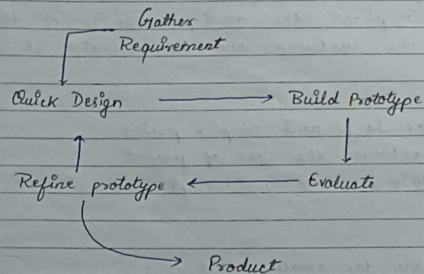 Gather
Requirement
Quick Design
Build Prototype
Refine prototype
Evaluate
Product